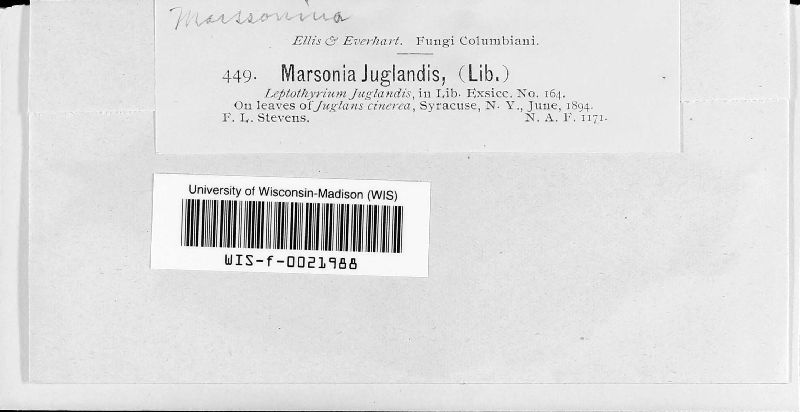 Marssonina
Ellis & Everhart. Fungi Columbiani.
449. Marsonia Juglandis, (Lib.)
Leptothyrium Juglandis, in Lib. Exsicc. No. 164.
On leaves of Juglans cinerea, Syracuse, N. Y., June, 1894.
F. L. Stevens. N. A. F. 1171.
University of Wisconsin-Madison (WIS)
WIS-f-0021988